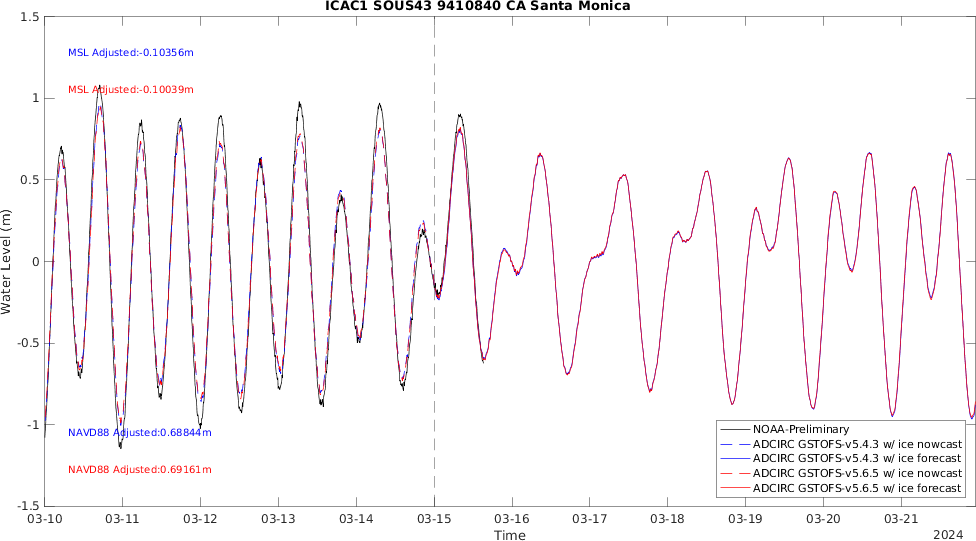 ICAC1 SOUS43 9410840 CA Santa Monica
1.5
MSL Adjusted:-0.10356m
1
MSL Adjusted:-0.10039m
0.5
Water Level (m)
0
-0.5
-1
NAVD88 Adjusted:0.68844m
NAVD88 Adjusted:0.69161m
-1.5
NOAA-Preliminary
ADCIRC GSTOFS-v5.4.3 w/ ice nowcast
ADCIRC GSTOFS-v5.4.3 w/ ice forecast
ADCIRC GSTOFS-v5.6.5 w/ ice nowcast
ADCIRC GSTOFS-v5.6.5 w/ ice forecast
03-10 03-11 03-12 03-13 03-14 03-15 03-16 03-17 03-18 03-19 03-20 03-21
Time
2024